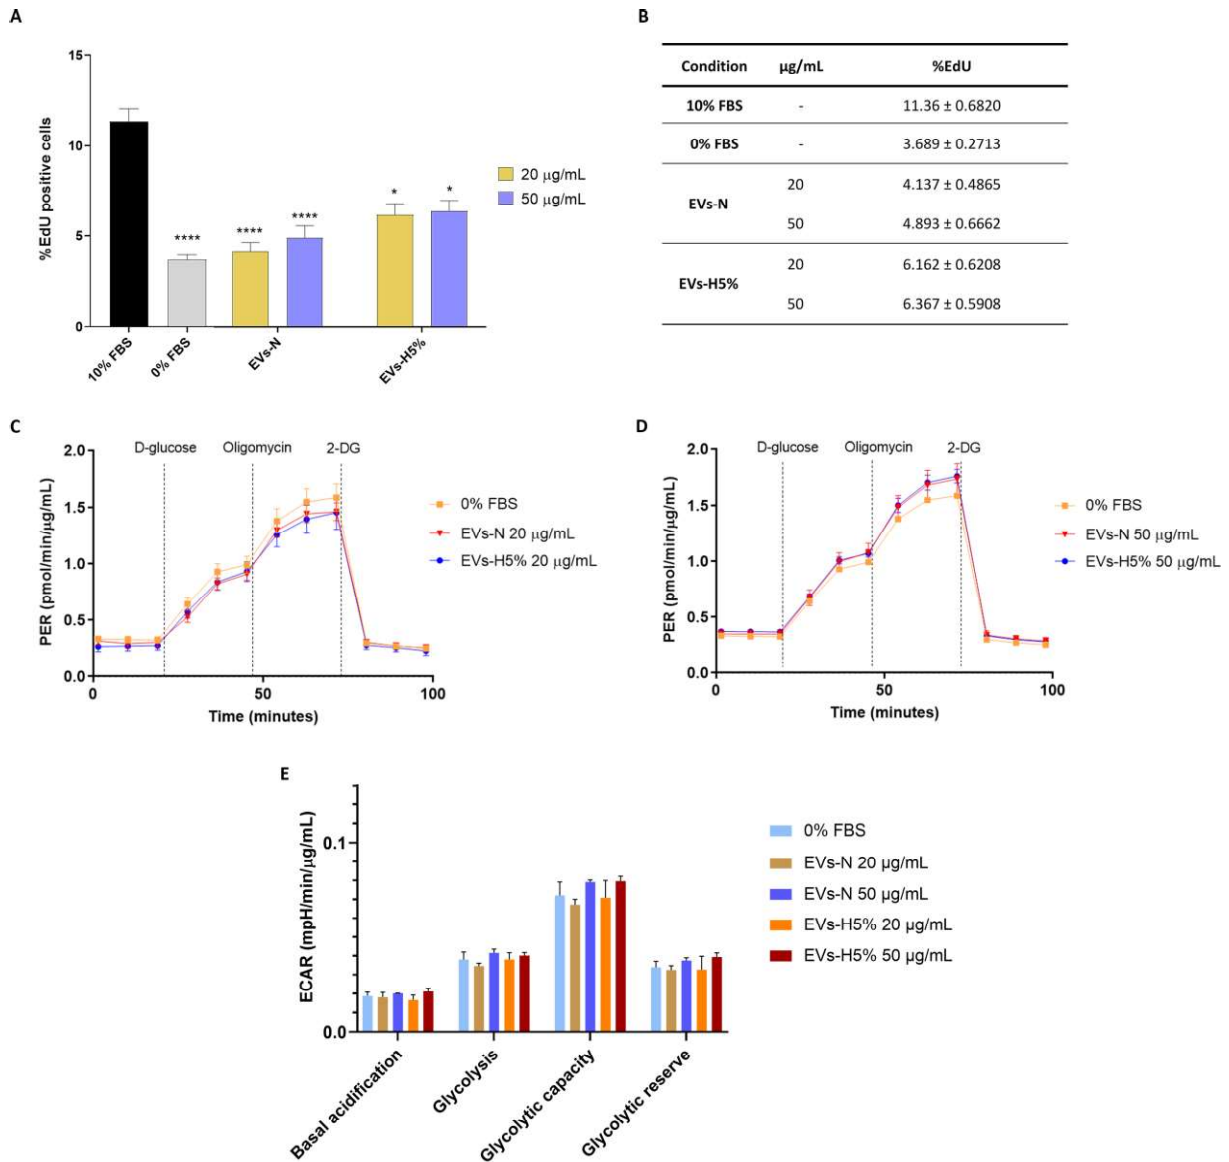 A
15
10
5
0
%EdU positive cells
****
****
****
*
*
20 µg/mL
50 µg/mL
10% FBS
0% FBS
EVs-N
EVs-H5%
B
Condition µg/mL %EdU
10% FBS - 11.36 ± 0.6820
0% FBS - 3.689 ± 0.2713
EVs-N
20 4.137 ± 0.4865
50 4.893 ± 0.6662
EVs-H5%
20 6.162 ± 0.6208
50 6.367 ± 0.5908
C
D-glucose Oligomycin 2-DG
2.0
1.5
1.0
0.5
0.0
PER (pmol/min/µg/mL)
0 50 100
Time (minutes)
0% FBS
EVs-N 20 µg/mL
EVs-H5% 20 µg/mL
D
D-glucose Oligomycin 2-DG
2.0
1.5
1.0
0.5
0.0
PER (pmol/min/µg/mL)
0 50 100
Time (minutes)
0% FBS
EVs-N 50 µg/mL
EVs-H5% 50 µg/mL
E
0.1
0.0
ECAR (mpH/min/µg/mL)
Basal acidification
Glycolysis
Glycolytic capacity
Glycolytic reserve
0% FBS
EVs-N 20 µg/mL
EVs-N 50 µg/mL
EVs-H5% 20 µg/mL
EVs-H5% 50 µg/mL